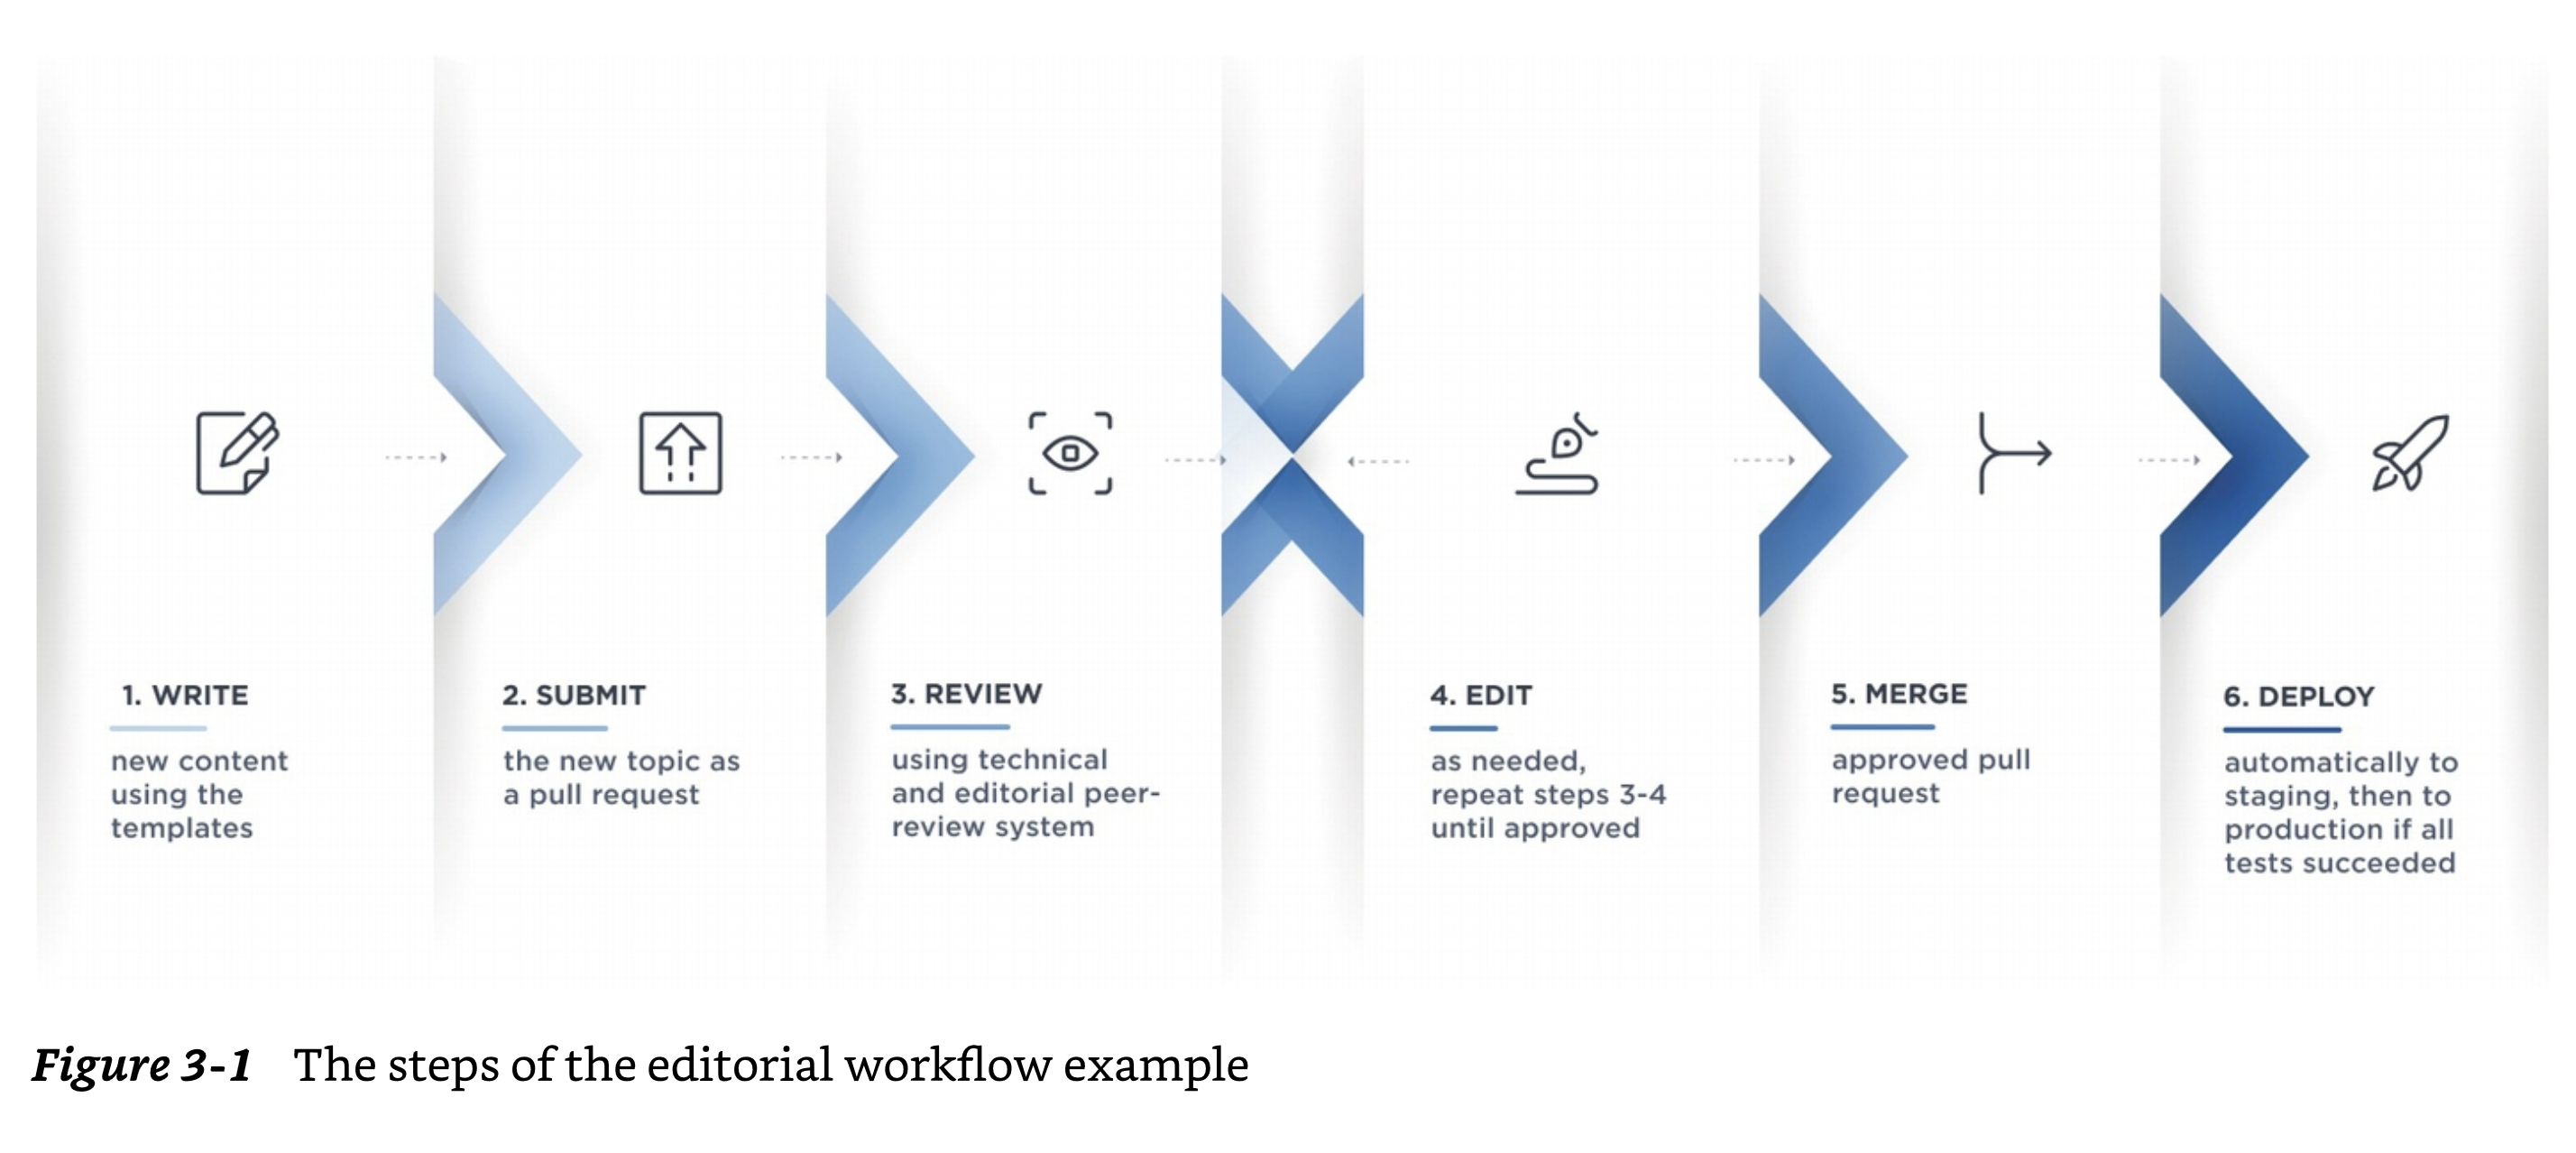 1. WRITE
new content
using the
templates
2. SUBMIT
the new topic as
a pull request
3. REVIEW
using technical
and editorial peer-
review system
4. EDIT
as needed,
repeat steps 3-4
until approved
5. MERGE
approved pull
request
6. DEPLOY
automatically to
staging, then to
production if all
tests succeeded
Figure 3-1 The steps of the editorial workflow example